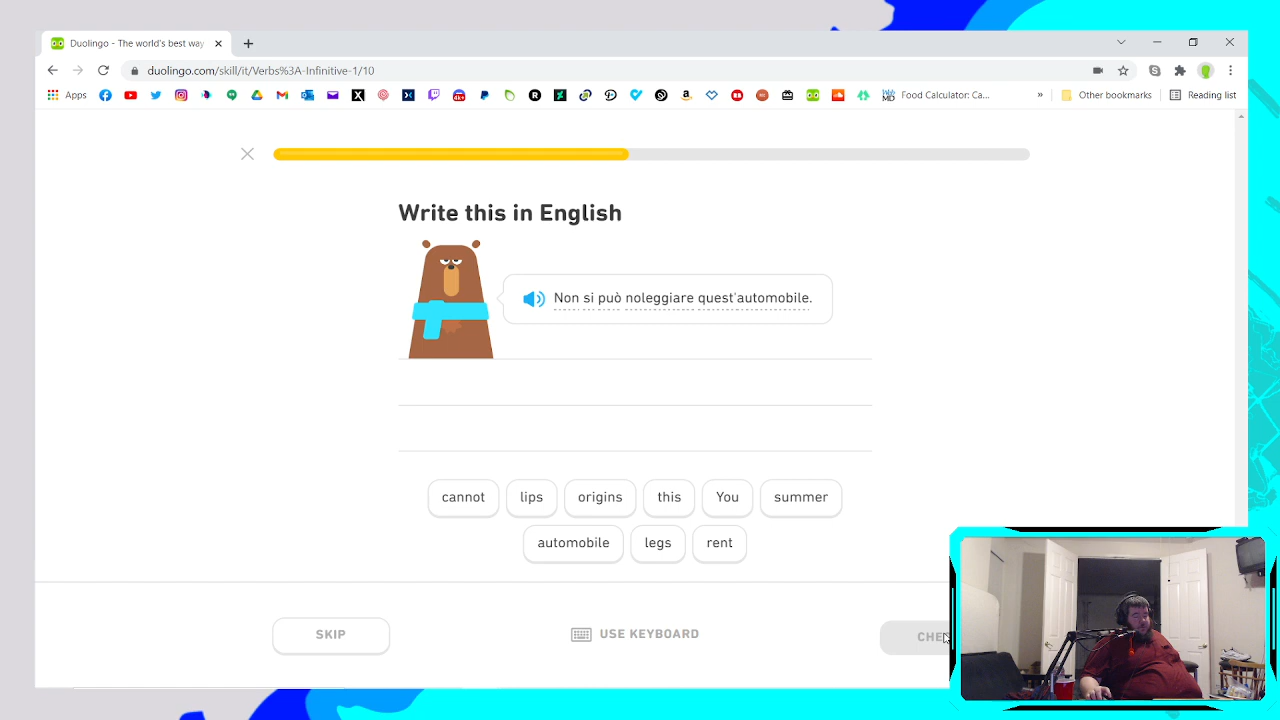 Duolingo - The world's best way
duolingo.com/skill/it/Verbs%3A-Infinitive-1/10
Apps
Food Calculator: Ca...
»
Other bookmarks
Reading list
Write this in English
Non si può noleggiare quest'automobile.
cannot lips origins this You summer
automobile legs rent
SKIP
USE KEYBOARD